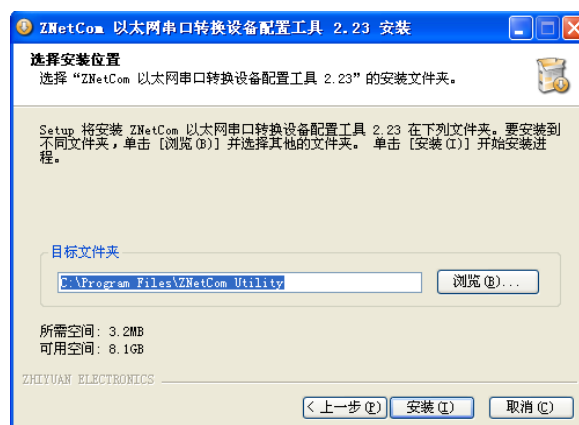 ZNetCom 以太网串口转换设备配置工具 2.23 安装
选择安装位置
选择“ZNetCom 以太网串口转换设备配置工具 2.23”的安装文件夹。
Setup 将安装 ZNetCom 以太网串口转换设备配置工具 2.23 在下列文件夹。要安装到
不同文件夹，单击 [浏览(B)] 并选择其他的文件夹。 单击 [安装(I)] 开始安装进
程。
目标文件夹
C:\Program Files\ZNetCom Utility
浏览(B)...
所需空间: 3.2MB
可用空间: 8.1GB
ZHIYUAN ELECTRONICS
< 上一步(P) 安装(I) 取消(C)